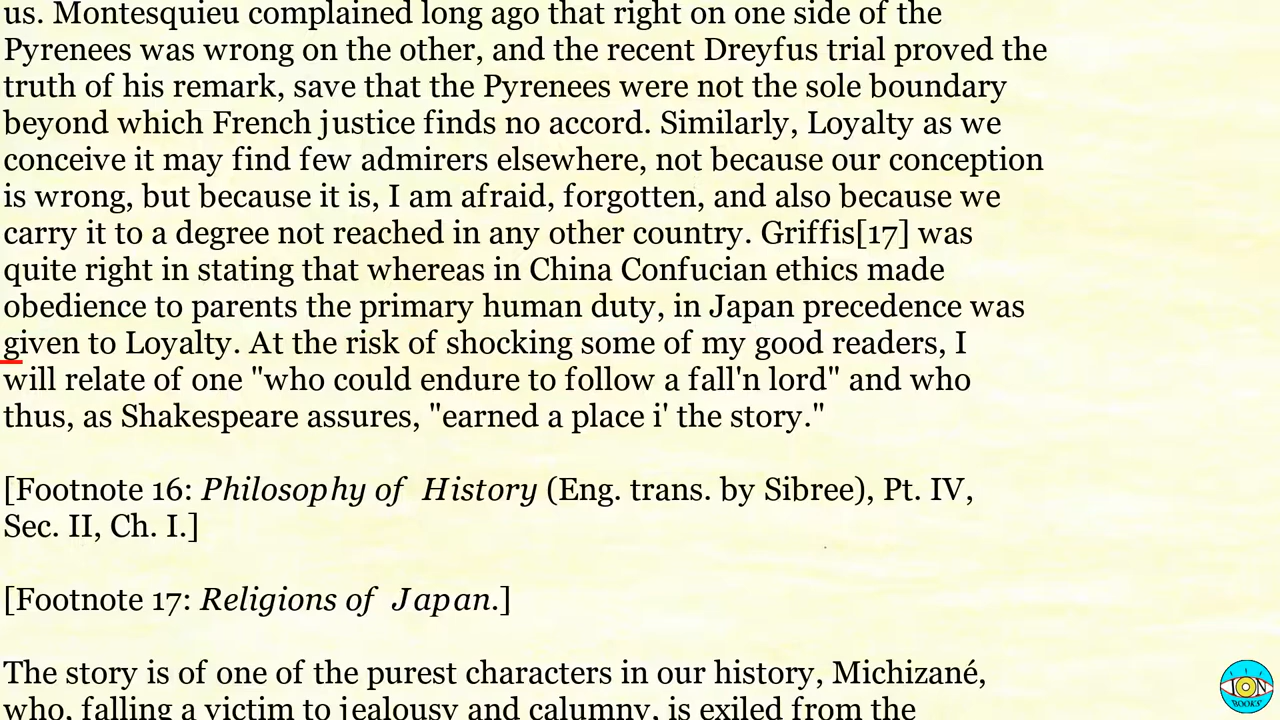 us. Montesquieu complained long ago that right on one side of the
Pyrenees was wrong on the other, and the recent Dreyfus trial proved the
truth of his remark, save that the Pyrenees were not the sole boundary
beyond which French justice finds no accord. Similarly, Loyalty as we
conceive it may find few admirers elsewhere, not because our conception
is wrong, but because it is, I am afraid, forgotten, and also because we
carry it to a degree not reached in any other country. Griffis[17] was
quite right in stating that whereas in China Confucian ethics made
obedience to parents the primary human duty, in Japan precedence was
given to Loyalty. At the risk of shocking some of my good readers, I
will relate of one "who could endure to follow a fall'n lord" and who
thus, as Shakespeare assures, "earned a place i' the story."
[Footnote 16: Philosophy of History (Eng. trans. by Sibree), Pt. IV,
Sec. II, Ch. I.]
[Footnote 17: Religions of Japan.]
The story is of one of the purest characters in our history, Michizané,
who, falling a victim to jealousy and calumny, is exiled from the
ION
BOOKS